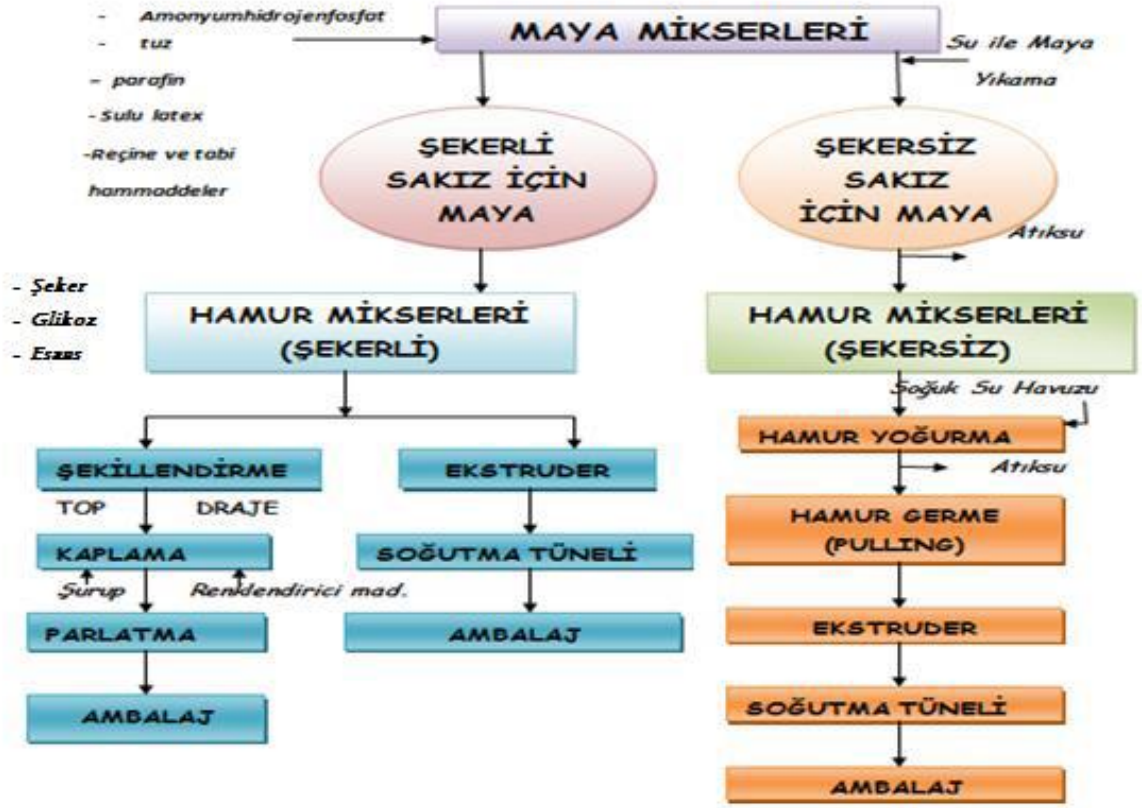 - Amonyumhidrojenfosfat
- tuz
- parafin
- Sulu latex
-Reçine ve tabi
hammaddeler
MAYA MİKSERLERİ
Su ile Maya
Yıkama
ŞEKERLİ
SAKIZ İÇİN
MAYA
ŞEKERSİZ
SAKIZ
İÇİN MAYA
Atıksu
- Şeker
- Glikoz
- Esans
HAMUR MİKSERLERİ
(ŞEKERLİ)
HAMUR MİKSERLERİ
(ŞEKERSİZ)
Soğuk Su Havuzu
ŞEKİLLENDİRME
TOP DRAJE
KAPLAMA
Şurup Renklendirici mad.
PARLATMA
AMBALAJ
EKSTRUDER
SOĞUTMA TÜNELİ
AMBALAJ
HAMUR YOĞURMA
Atıksu
HAMUR GERME
(PULLING)
EKSTRUDER
SOĞUTMA TÜNELİ
AMBALAJ